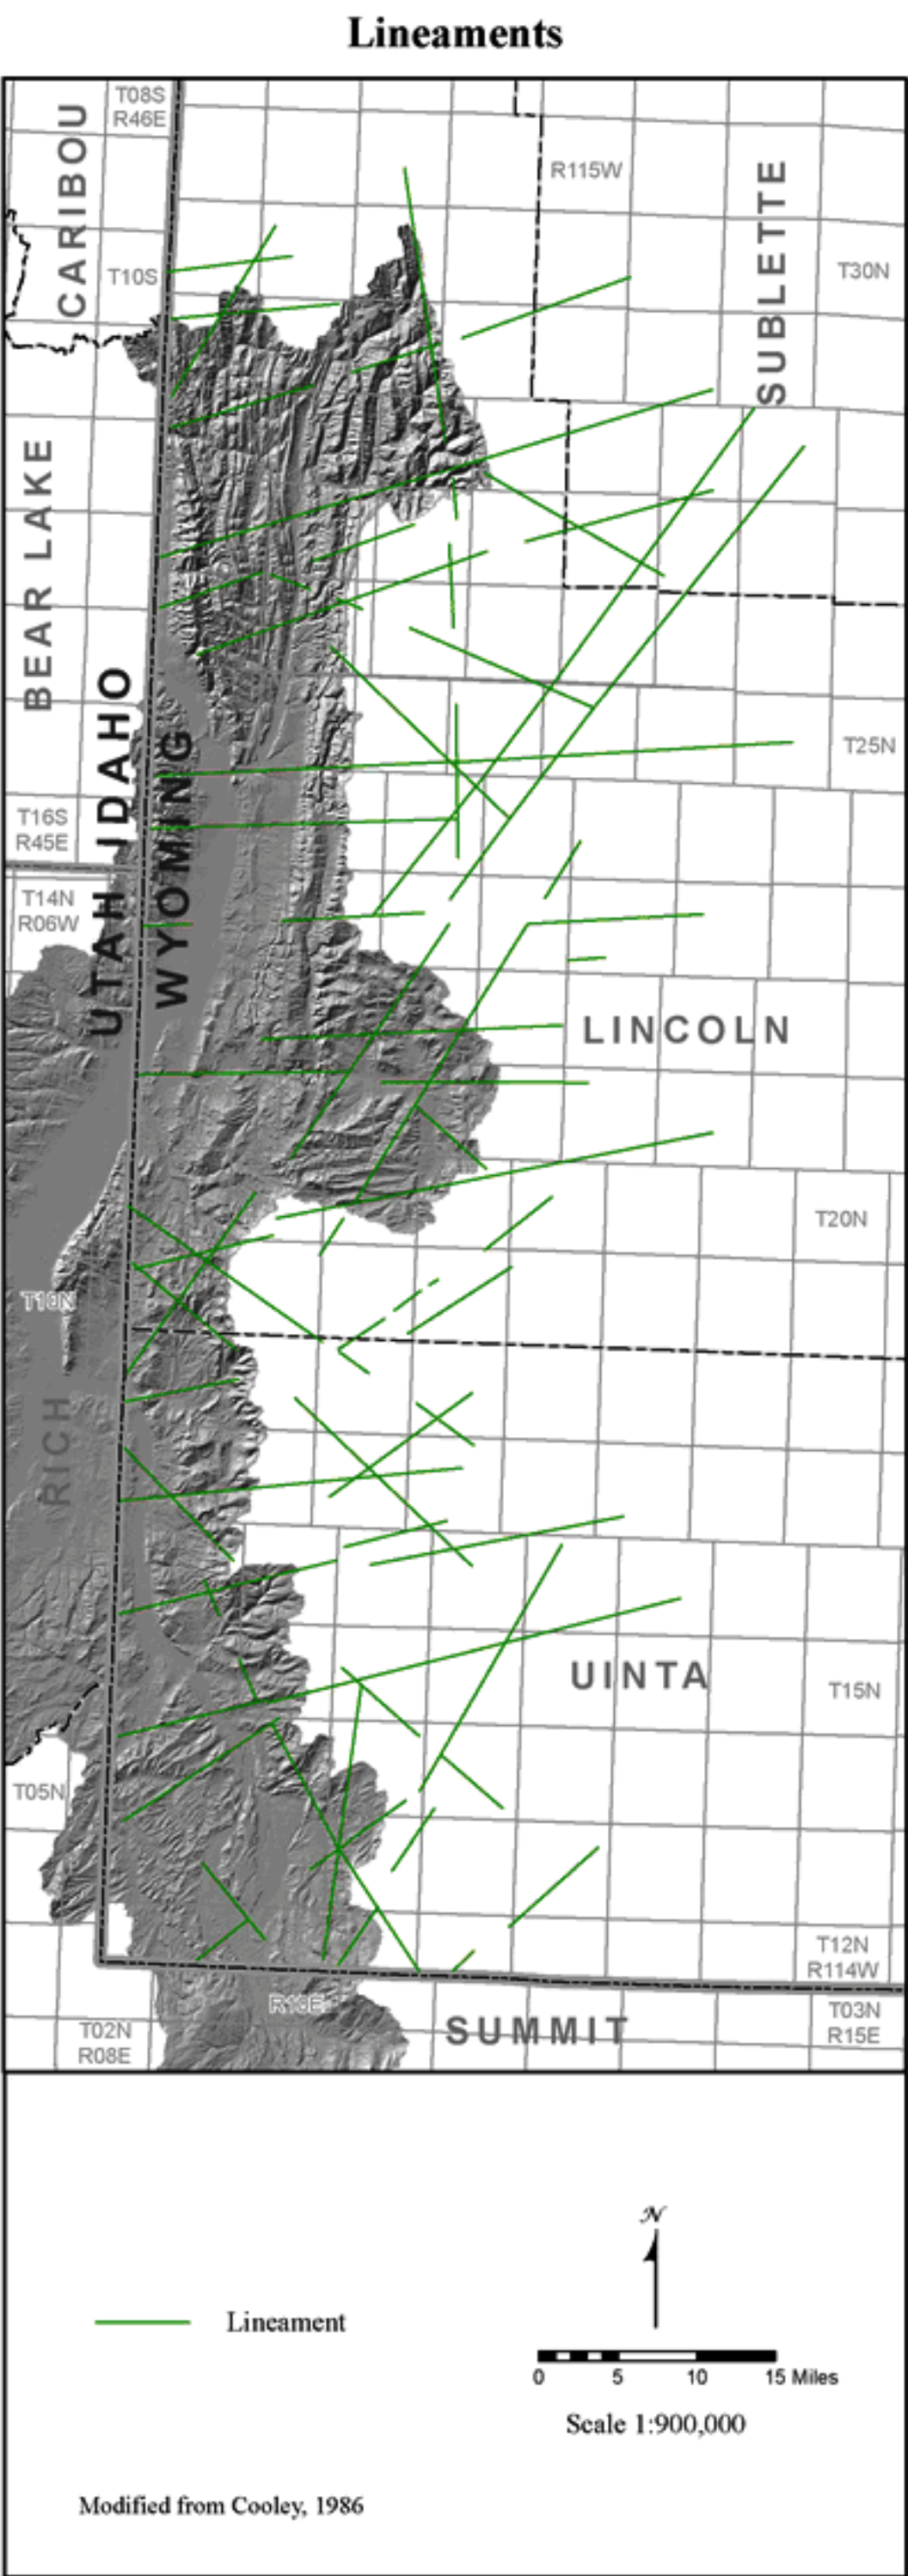 Lineaments
T08S
R46E
CARIBOU
R115W
SUBLETTE
T30N
T10S
BEAR LAKE
UTAH IDAHO
WYOMING
T25N
T16S
R45E
T14N
R06W
LINCOLN
T20N
T10N
RICH
UINTA
T15N
T05N
T12N
R114W
R10E
SUMMIT
T03N
R15E
T02N
R08E
N
Lineament
0 5 10 15 Miles
Scale 1:900,000
Modified from Cooley, 1986